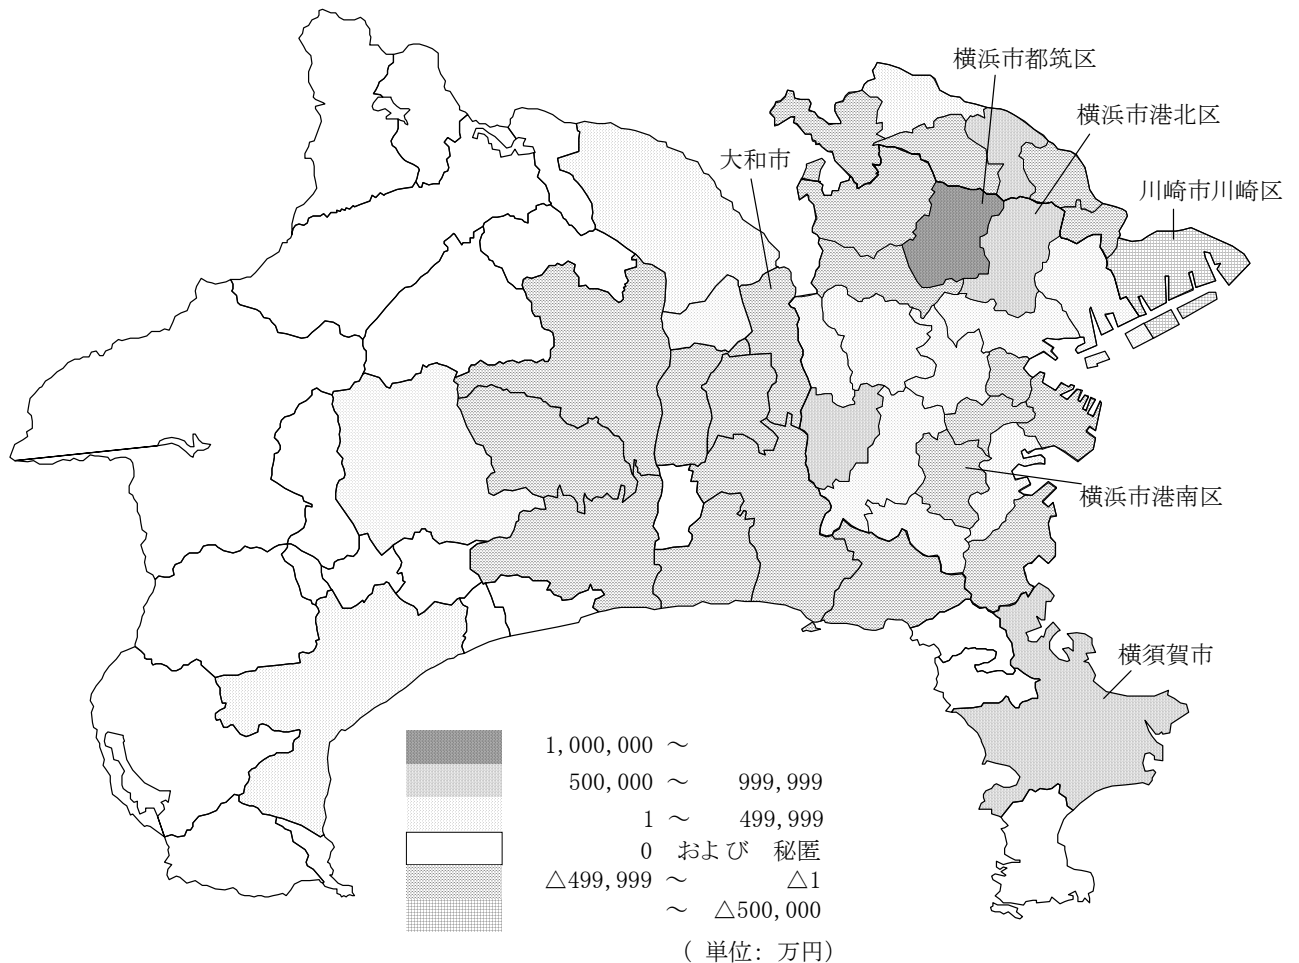 横浜市都筑区
横浜市港北区
大和市
川崎市川崎区
横浜市港南区
横須賀市
1,000,000 ～
500,000 ～ 999,999
1 ～ 499,999
0 および 秘匿
△499,999 ～ △1
～ △500,000
( 単位: 万円)